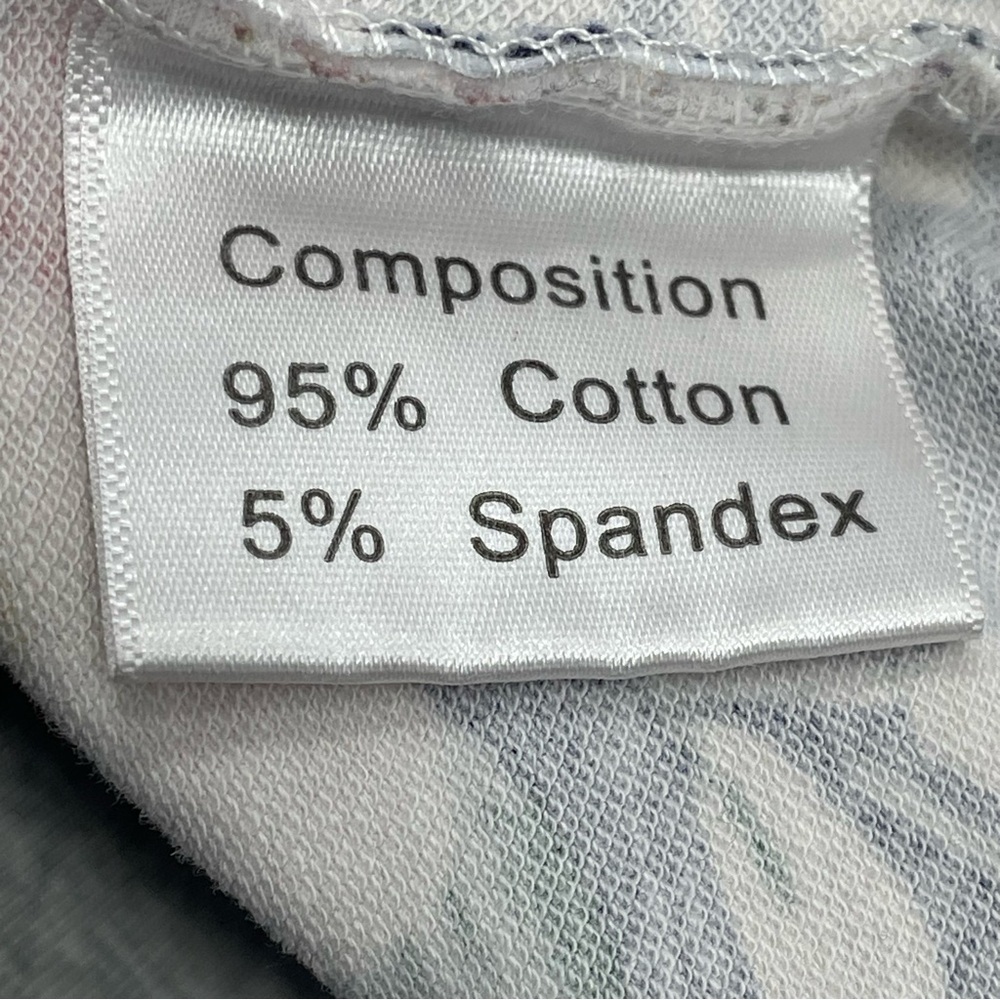 Composition
95% Cotton
5% Spandex